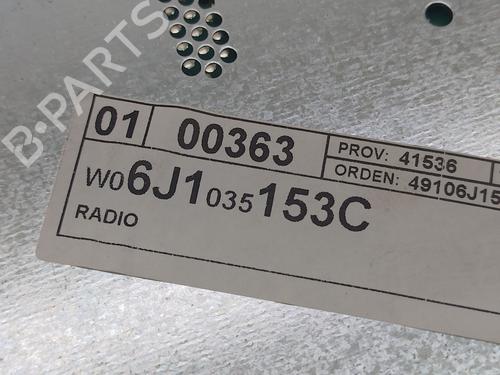 B-PARTS
01 00363 PROV: 41536
ORDEN: 49106J15
W06J1035153C
RADIO